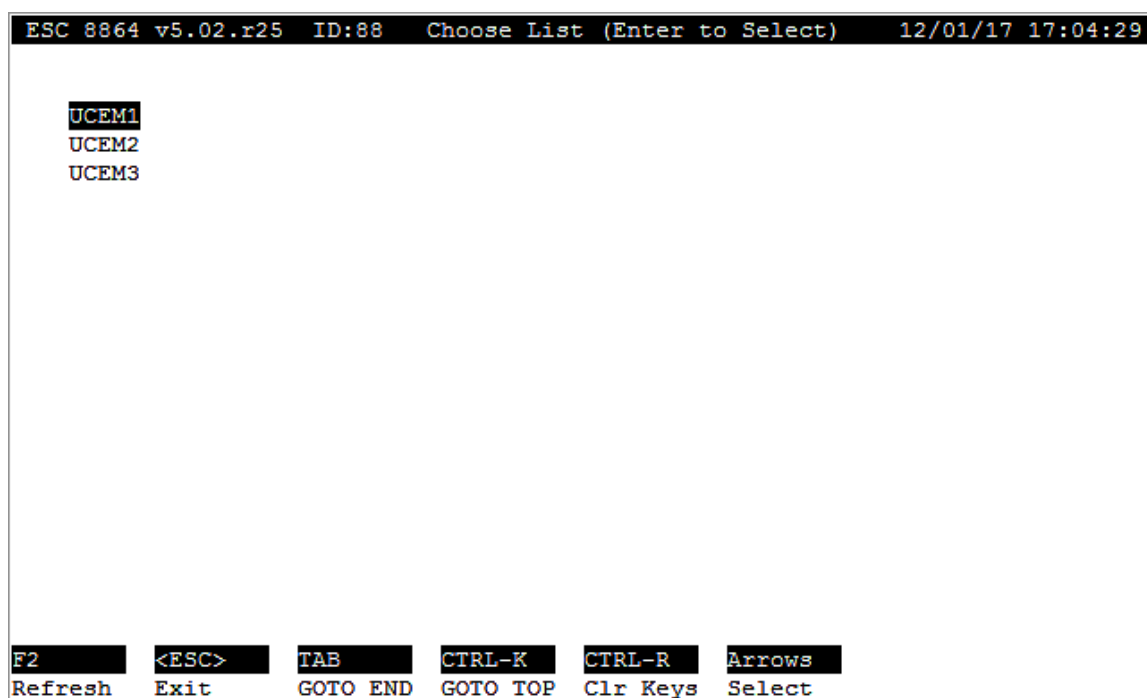 ESC 8864 v5.02.r25 ID:88 Choose List (Enter to Select) 12/01/17 17:04:29
UCEM1
UCEM2
UCEM3
F2 <ESC> TAB CTRL-K CTRL-R Arrows
Refresh Exit GOTO END GOTO TOP Clr Keys Select